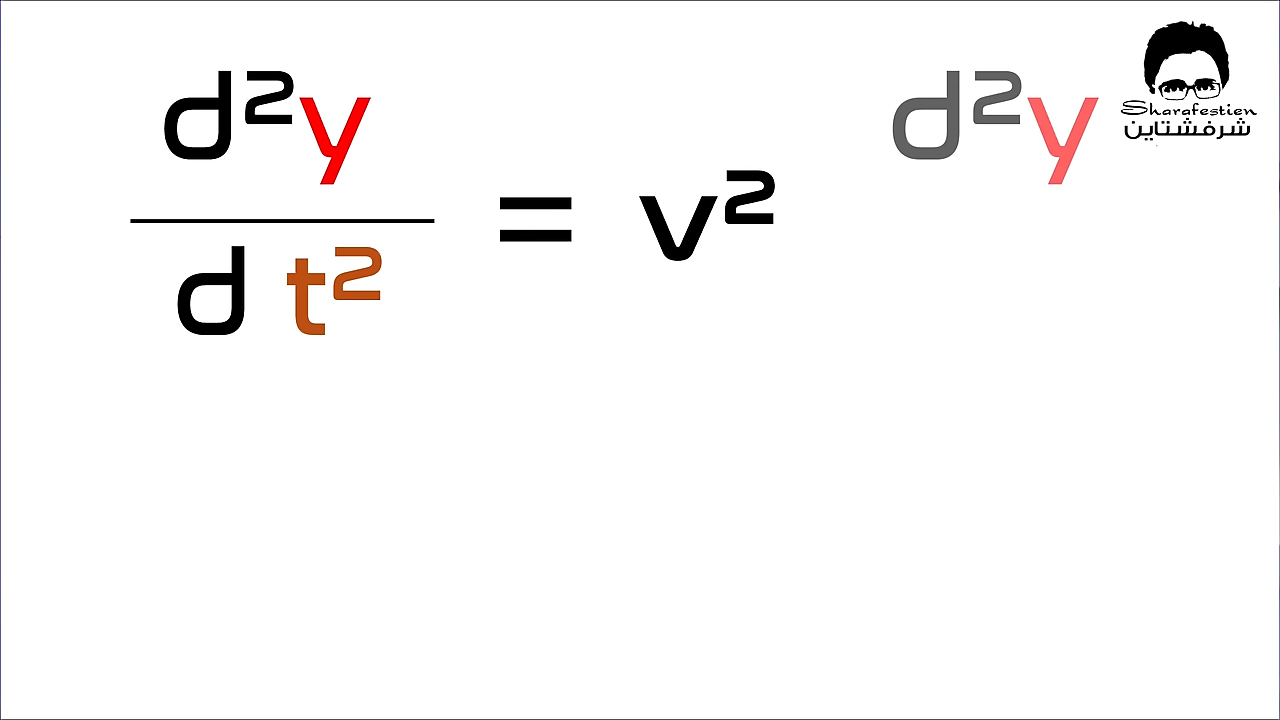 d²y
d t²
= v²
d²y
Sharafestien
شرفشتاين